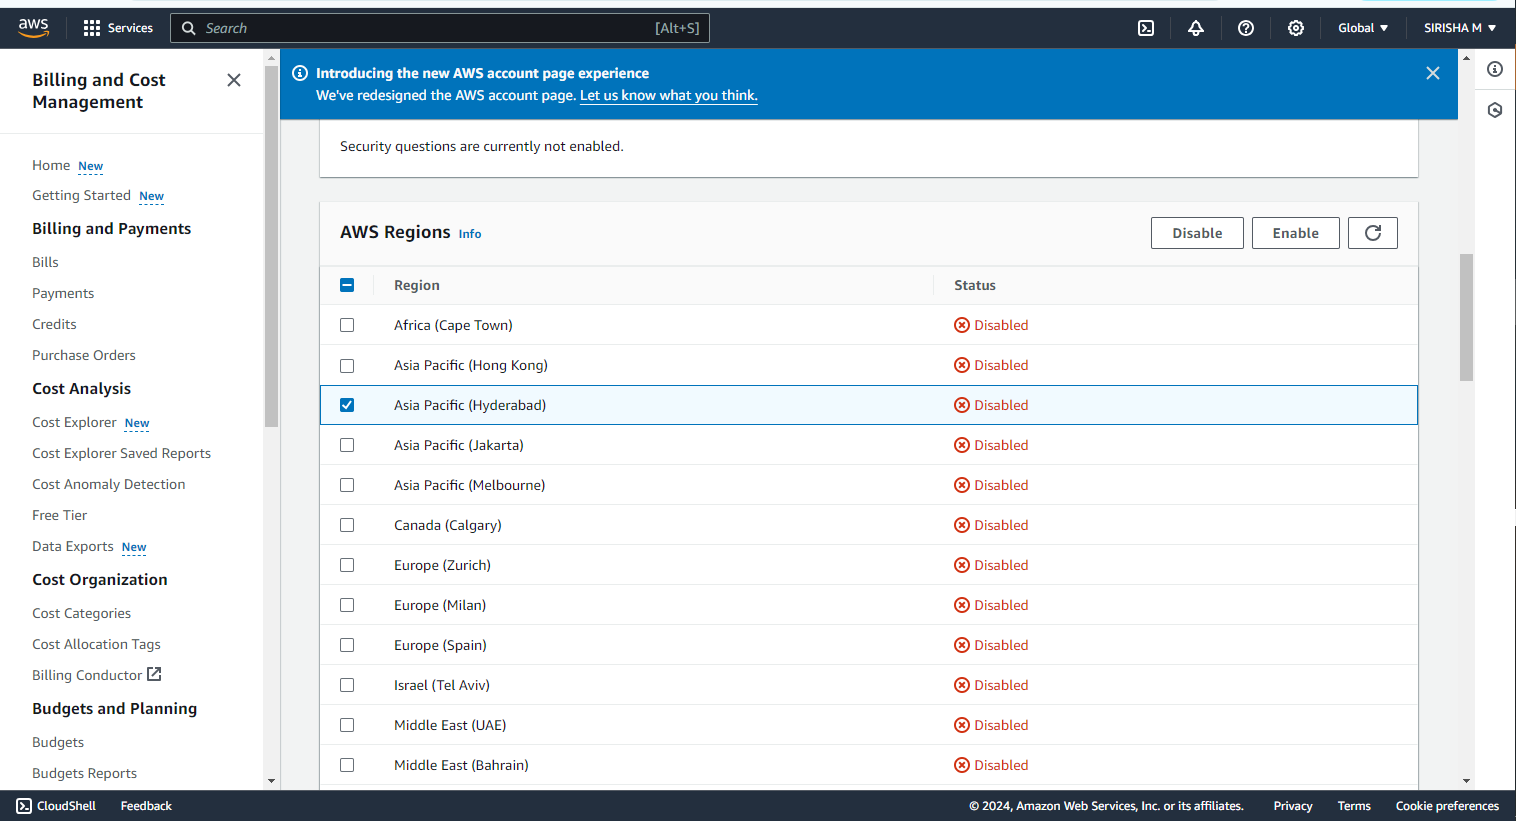 aws
Services
Search [Alt+S]
Global
SIRISHA M
Billing and Cost
Management
Home New
Getting Started New
Billing and Payments
Bills
Payments
Credits
Purchase Orders
Cost Analysis
Cost Explorer New
Cost Explorer Saved Reports
Cost Anomaly Detection
Free Tier
Data Exports New
Cost Organization
Cost Categories
Cost Allocation Tags
Billing Conductor
Budgets and Planning
Budgets
Budgets Reports
Introducing the new AWS account page experience
We've redesigned the AWS account page. Let us know what you think.
Security questions are currently not enabled.
AWS Regions Info
Disable Enable
Region Status
Africa (Cape Town) Disabled
Asia Pacific (Hong Kong) Disabled
Asia Pacific (Hyderabad) Disabled
Asia Pacific (Jakarta) Disabled
Asia Pacific (Melbourne) Disabled
Canada (Calgary) Disabled
Europe (Zurich) Disabled
Europe (Milan) Disabled
Europe (Spain) Disabled
Israel (Tel Aviv) Disabled
Middle East (UAE) Disabled
Middle East (Bahrain) Disabled
CloudShell Feedback © 2024, Amazon Web Services, Inc. or its affiliates. Privacy Terms Cookie preferences